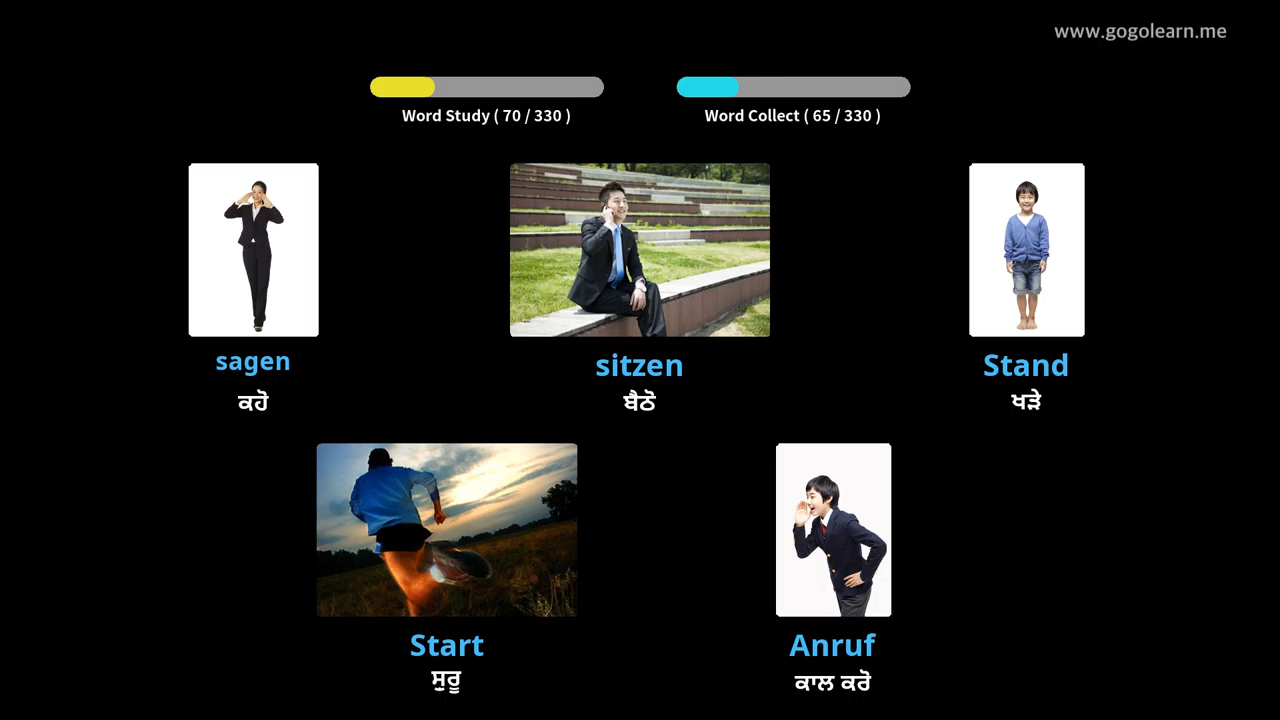 www.gogolearn.me
Word Study ( 70 / 330 )
Word Collect ( 65 / 330 )
sagen
ਕਹੋ
sitzen
ਬੈਠੋ
Stand
ਖੜੇ
Start
ਸੁਰੂ
Anruf
ਕਾਲ ਕਰੋ